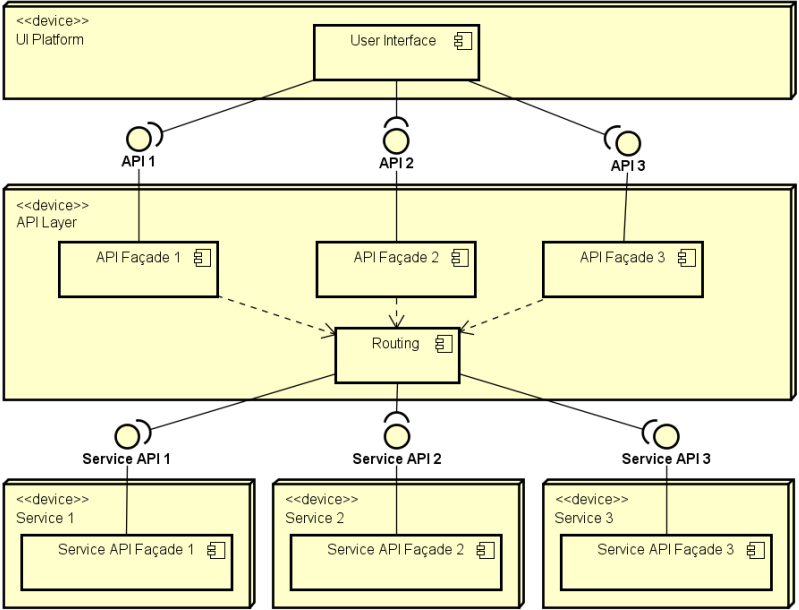 <<device>>
UI Platform
User Interface
API 1
API 2
API 3
<<device>>
API Layer
API Façade 1
API Façade 2
API Façade 3
Routing
Service API 1
Service API 2
Service API 3
<<device>>
Service 1
Service API Façade 1
<<device>>
Service 2
Service API Façade 2
<<device>>
Service 3
Service API Façade 3